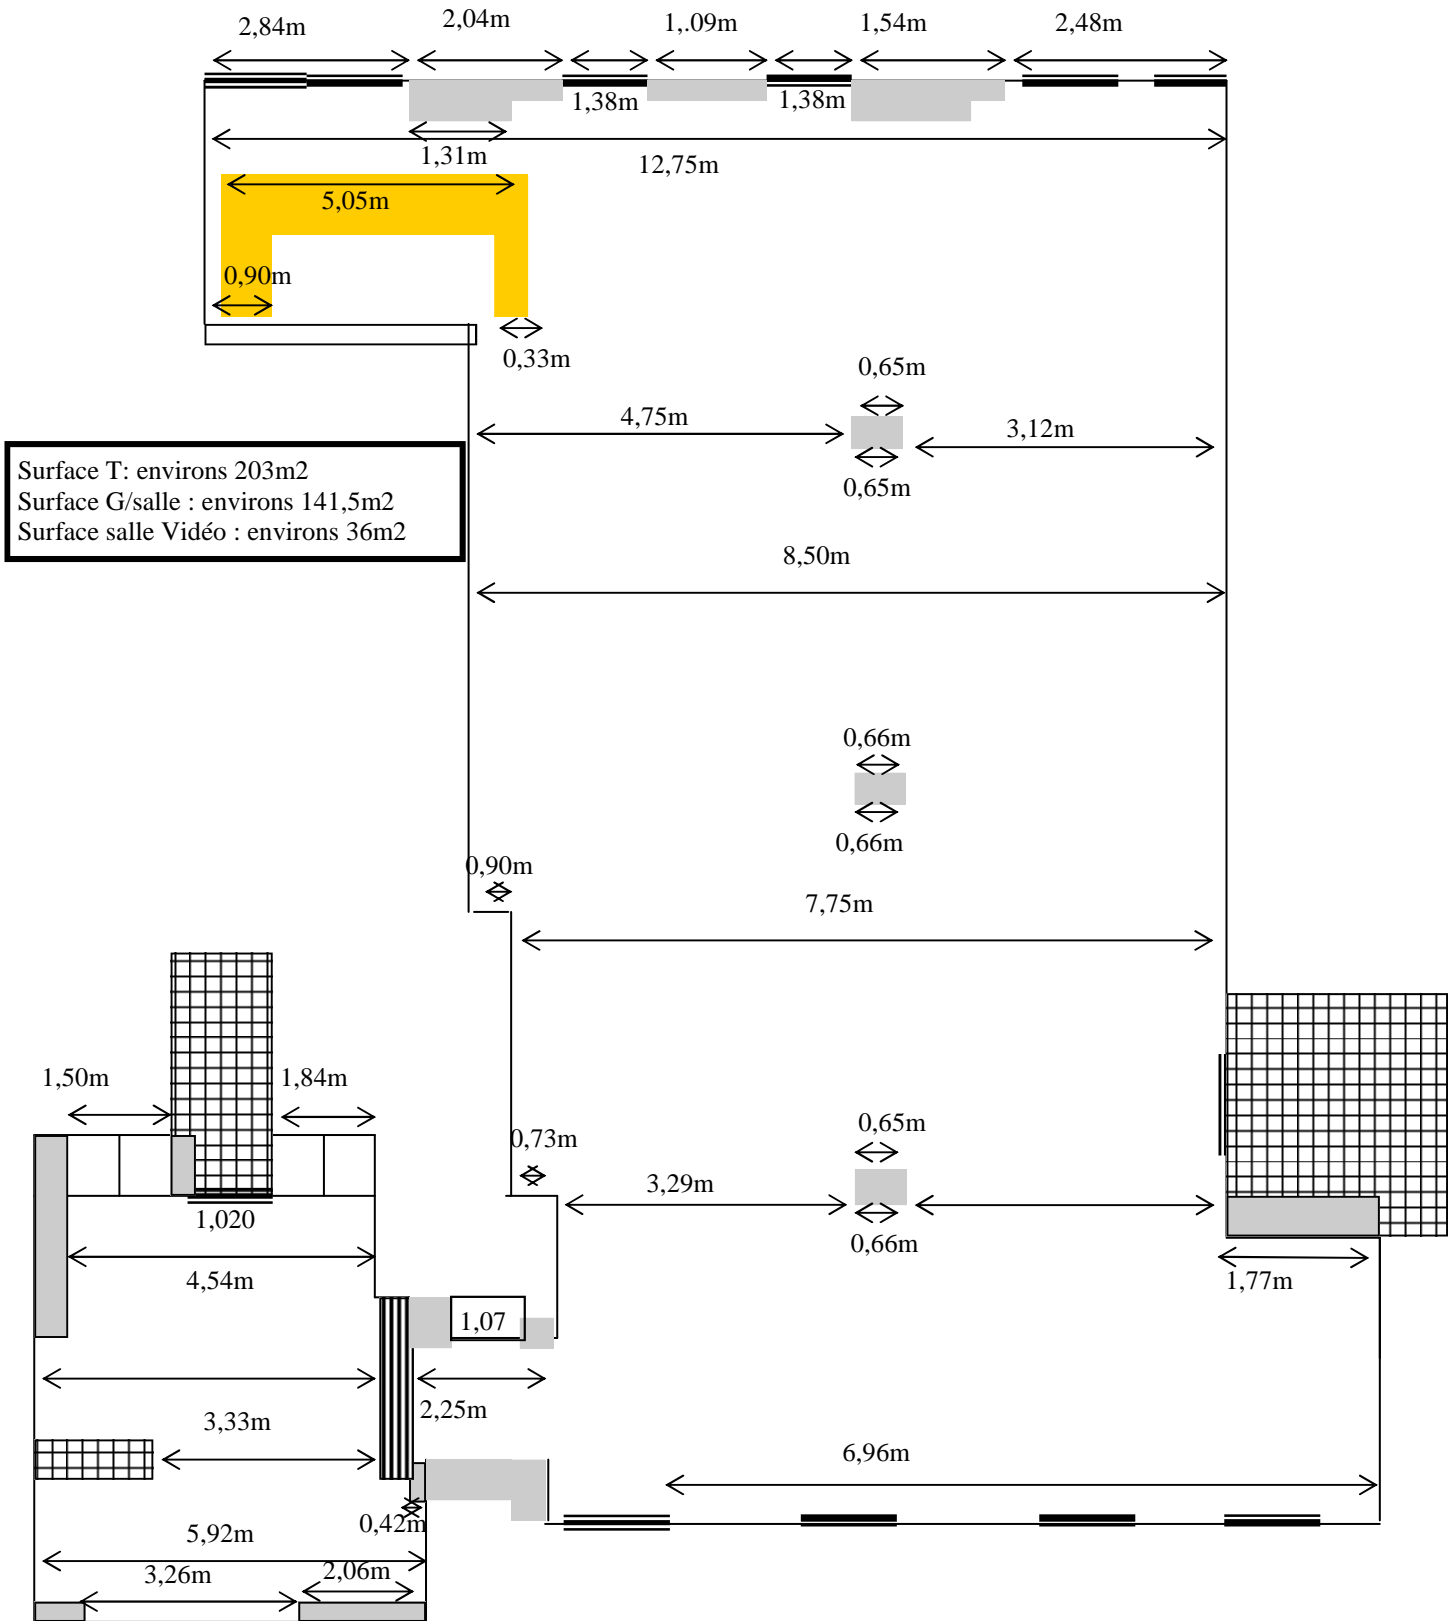 2,84m
2,04m
1,.09m
1,54m
2,48m
1,38m
1,38m
1,31m
12,75m
5,05m
0,90m
0,33m
0,65m
4,75m
3,12m
0,65m
Surface T: environs 203m2
Surface G/salle : environs 141,5m2
Surface salle Vidéo : environs 36m2
8,50m
0,66m
0,66m
0,90m
7,75m
1,50m
1,84m
0,73m
0,65m
3,29m
1,020
0,66m
4,54m
1,77m
1,07
2,25m
3,33m
6,96m
0,42m
5,92m
3,26m
2,06m